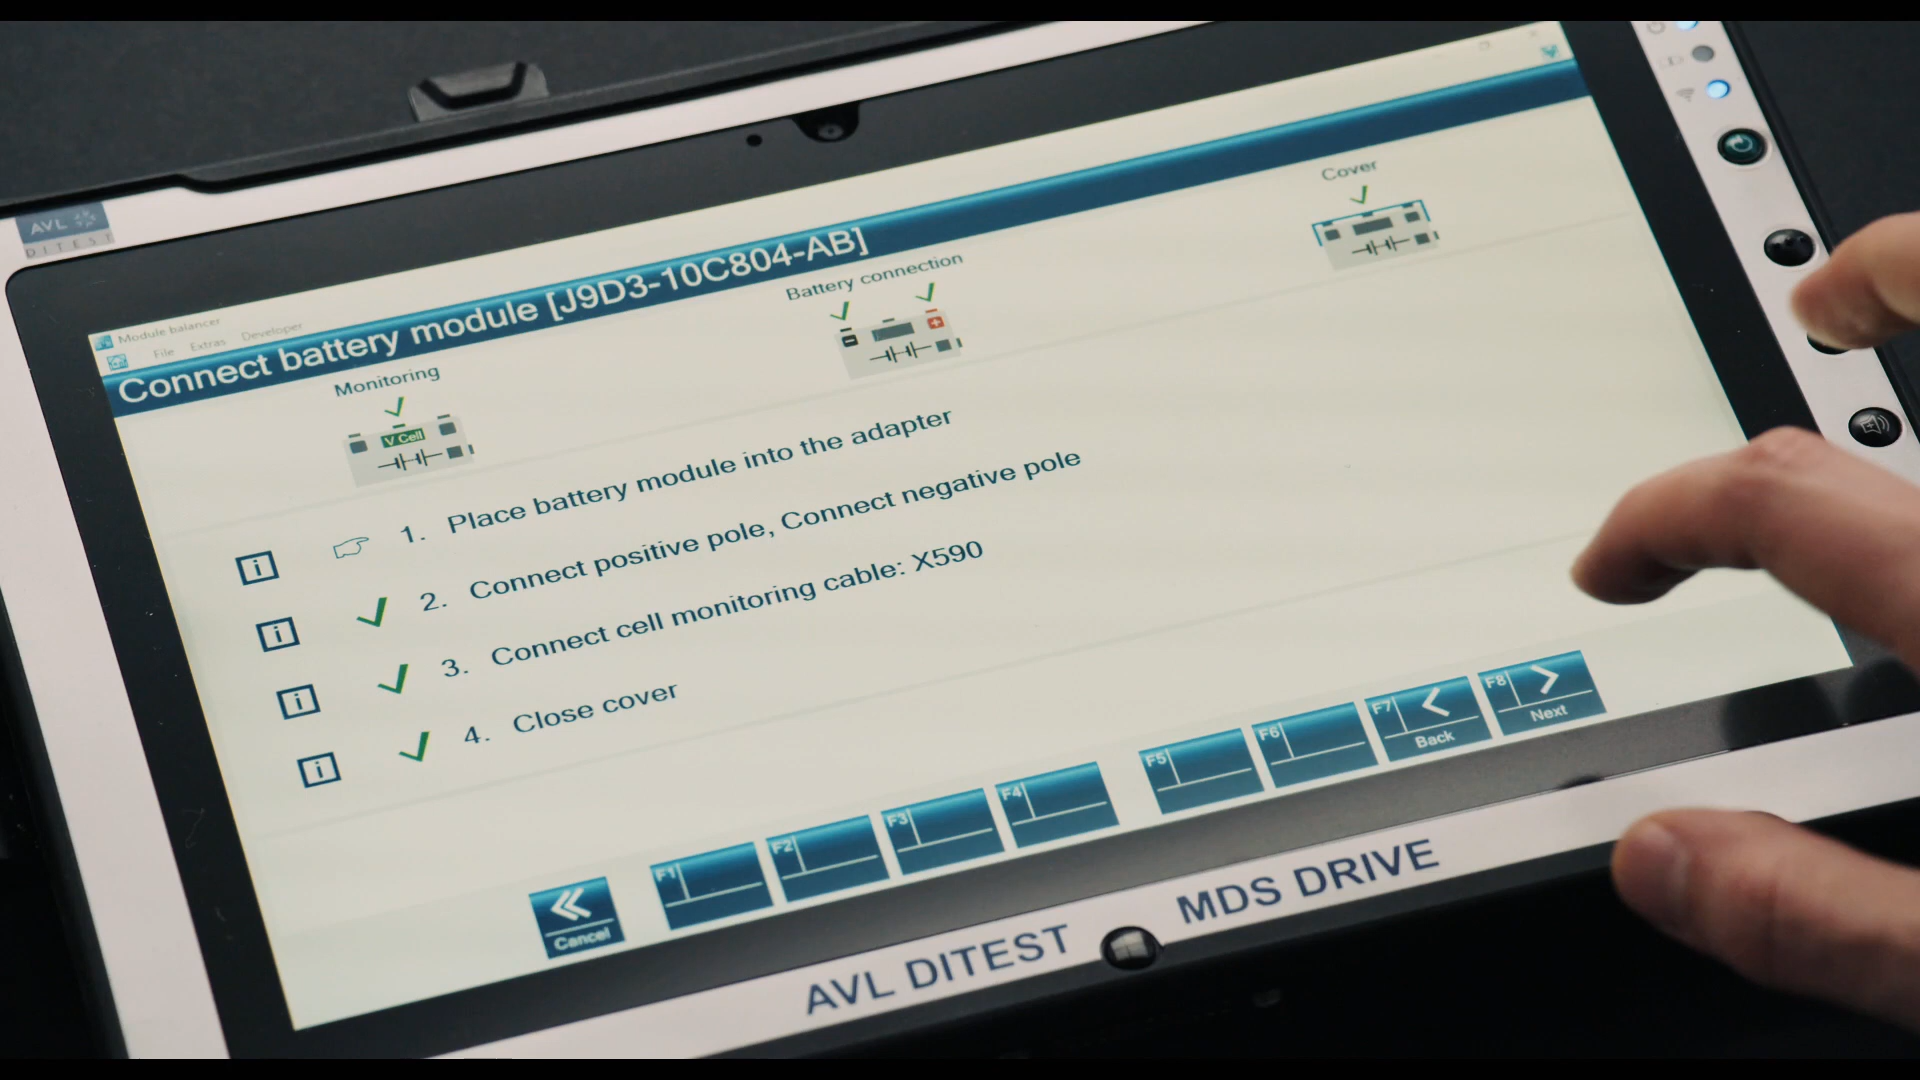 AVL
DITEST
Module balancer
File Extras Developer
Connect battery module [J9D3-10C804-AB]
Monitoring
Battery connection
Cover
V Cell
1. Place battery module into the adapter
2. Connect positive pole, Connect negative pole
3. Connect cell monitoring cable: X590
4. Close cover
Cancel
F1
F2
F3
F4
F5
F6
F7 Back
F8 Next
AVL DITEST MDS DRIVE